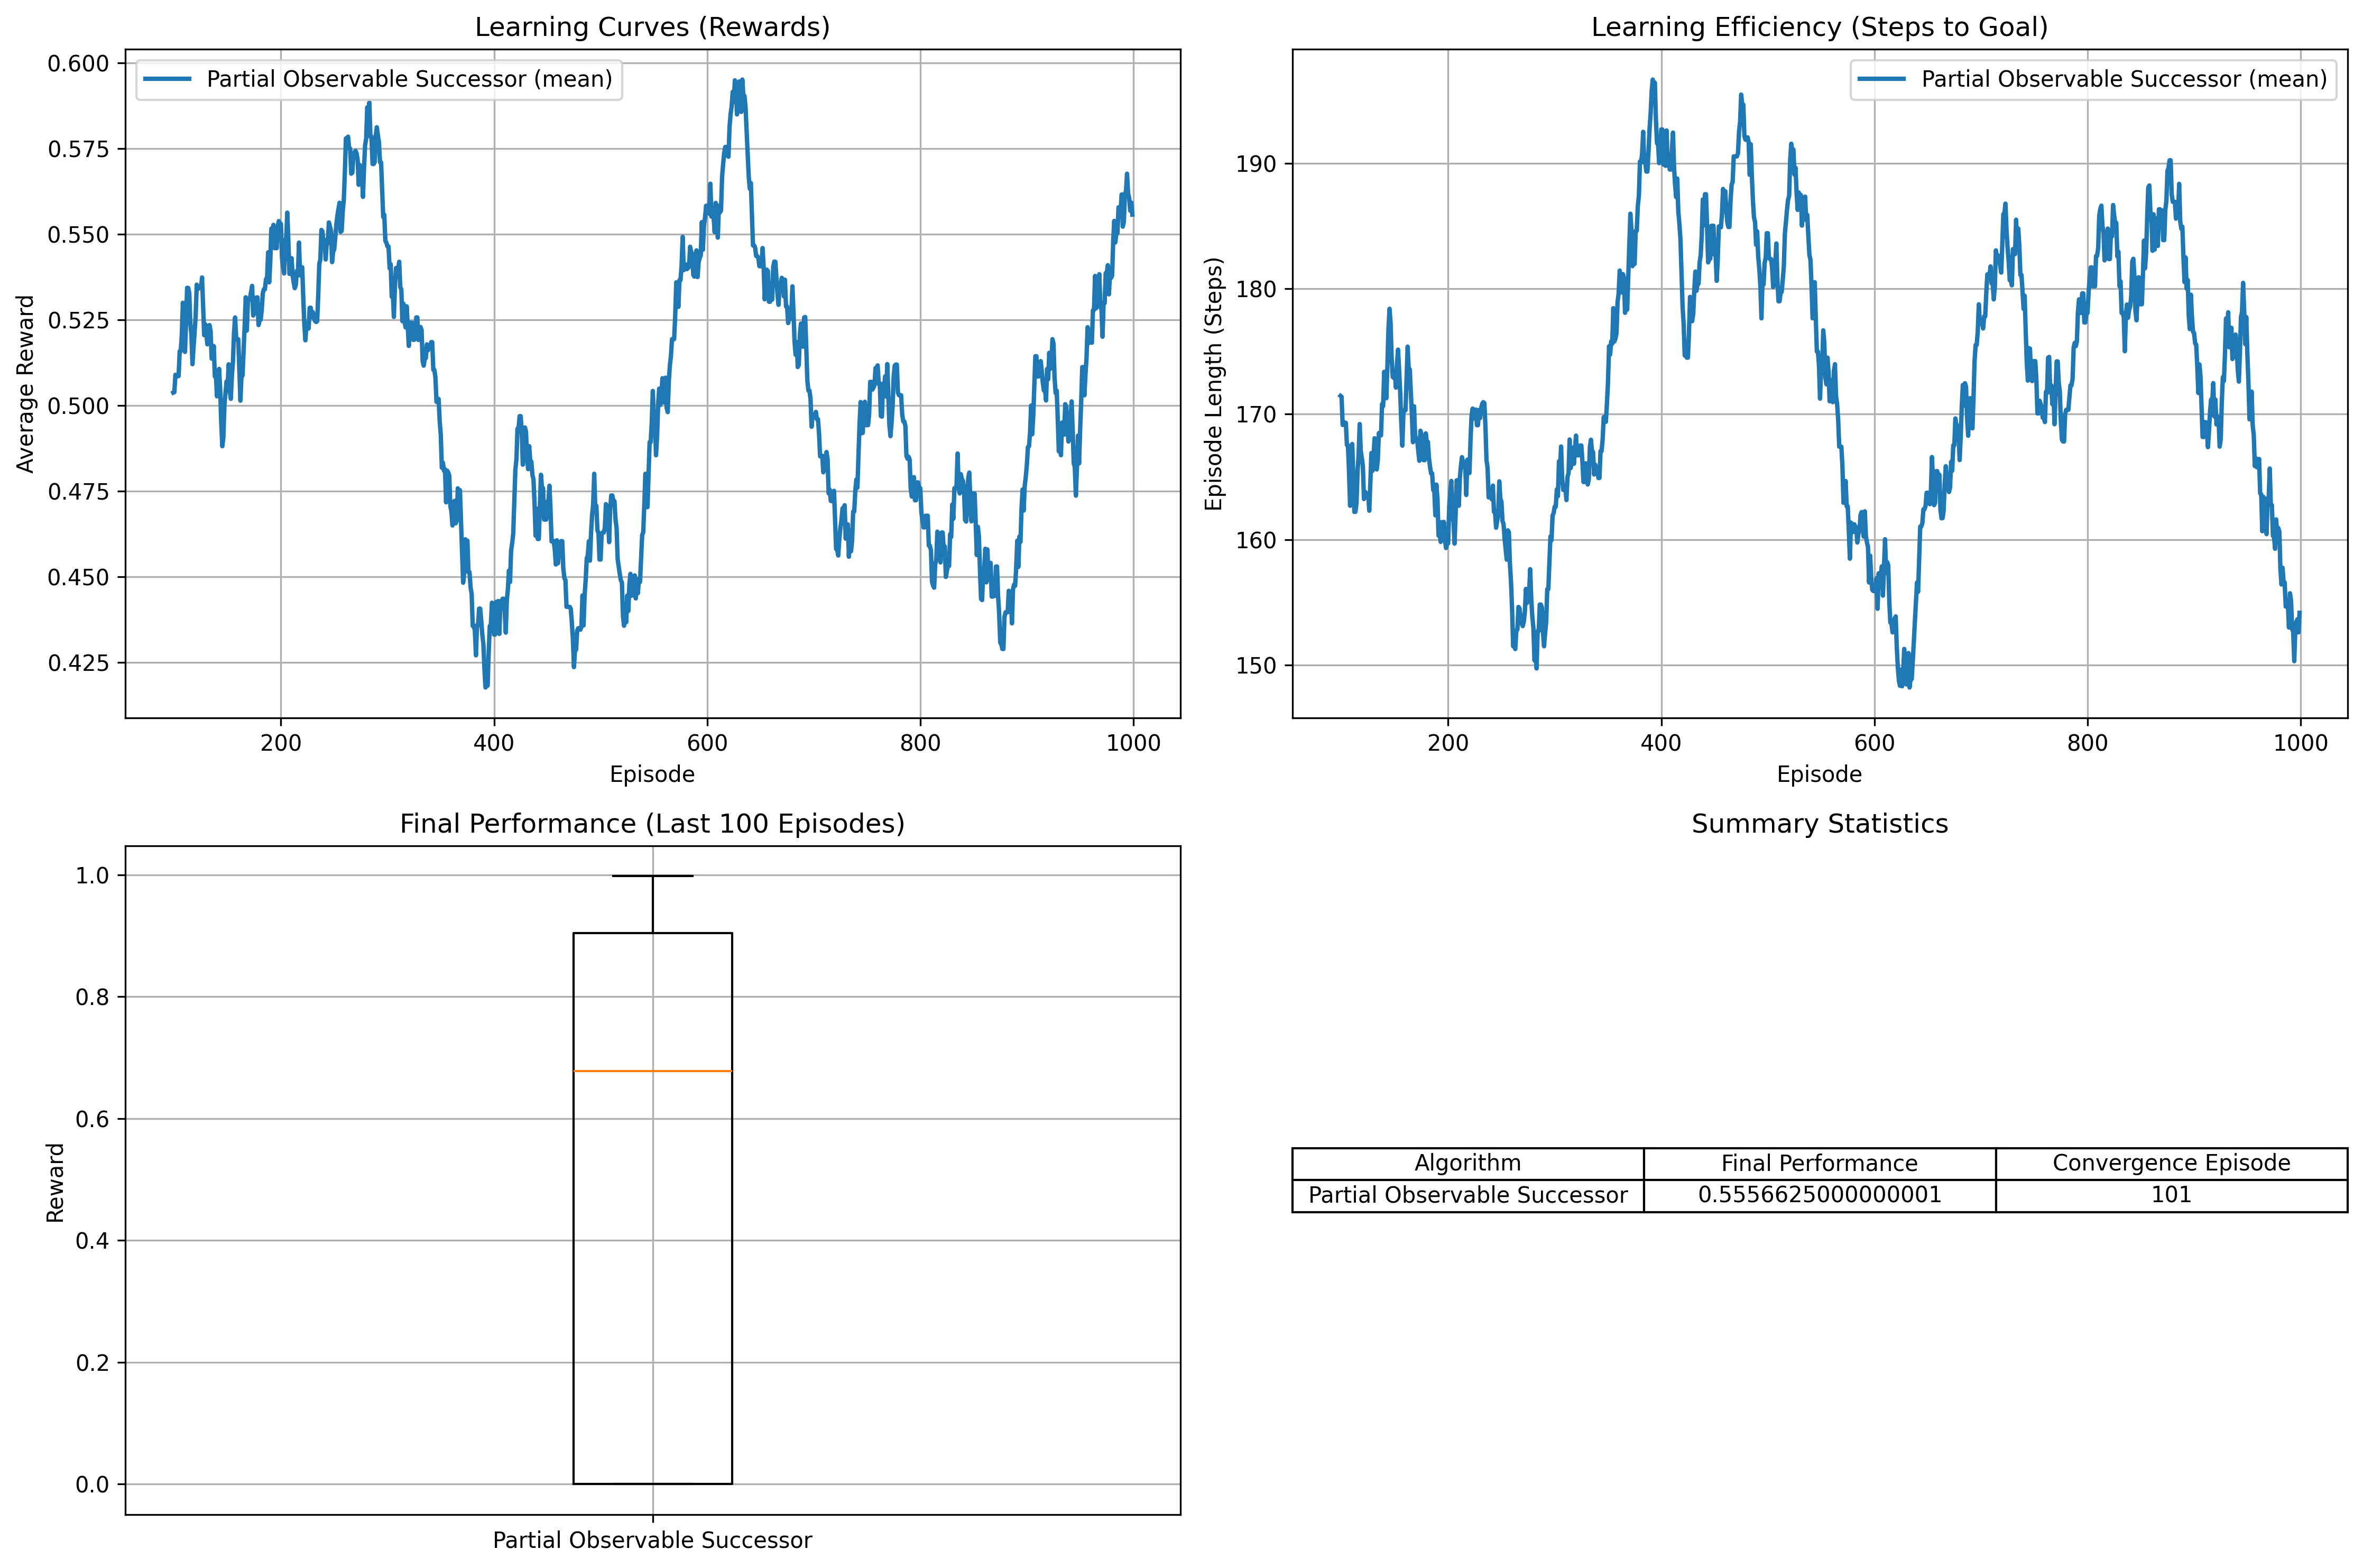 Learning Curves (Rewards)
Partial Observable Successor (mean)
Average Reward
0.600
0.575
0.550
0.525
0.500
0.475
0.450
0.425
200 400 600 800 1000
Episode
Learning Efficiency (Steps to Goal)
Partial Observable Successor (mean)
Episode Length (Steps)
190
180
170
160
150
200 400 600 800 1000
Episode
Final Performance (Last 100 Episodes)
Reward
1.0
0.8
0.6
0.4
0.2
0.0
Partial Observable Successor
Summary Statistics
Algorithm Final Performance Convergence Episode
Partial Observable Successor 0.5556625000000001 101